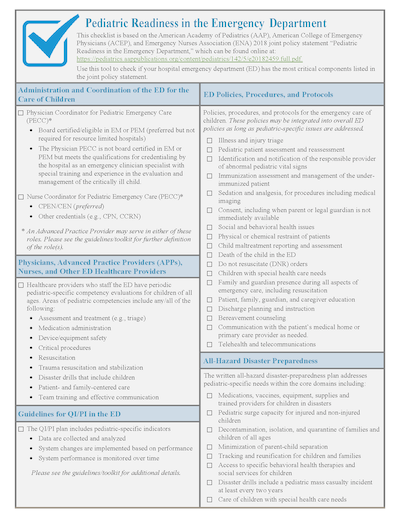 Pediatric Readiness in the Emergency Department
This checklist is based on the American Academy of Pediatrics (AAP), American College of Emergency
Physicians (ACEP), and Emergency Nurses Association (ENA) 2018 joint policy statement "Pediatric
Readiness in the Emergency Department," which can be found online at:
https://pediatrics.aappublications.org/content/pediatrics/142/5/e20182459.full.pdf.
Use this tool to check if your hospital emergency department (ED) has the most critical components listed in
the joint policy statement.
Administration and Coordination of the ED for the
Care of Children
☐ Physician Coordinator for Pediatric Emergency Care
(PECC)*
• Board certified/eligible in EM or PEM (preferred but not
required for resource limited hospitals)
• The Physician PECC is not board certified in EM or
PEM but meets the qualifications for credentialing by
the hospital as an emergency clinician specialist with
special training and experience in the evaluation and
management of the critically ill child
☐ Nurse Coordinator for Pediatric Emergency Care (PECC)*
• CPEN/CEN (preferred)
• Other credentials (e.g., CPN, CCRN)
* An Advanced Practice Provider may serve in either of these
roles. Please see the guidelines/toolkit for further definition
of the role(s).
Physicians, Advanced Practice Providers (APPs),
Nurses, and Other ED Healthcare Providers
☐ Healthcare providers who staff the ED have periodic
pediatric-specific competency evaluations for children of all
ages. Areas of pediatric competencies include any/all of the
following:
• Assessment and treatment (e.g., triage)
• Medication administration
• Device/equipment safety
• Critical procedures
• Resuscitation
• Trauma resuscitation and stabilization
• Disaster drills that include children
• Patient- and family-centered care
• Team training and effective communication
Guidelines for QI/PI in the ED
☐ The QI/PI plan includes pediatric-specific indicators
• Data are collected and analyzed
• System changes are implemented based on performance
• System performance is monitored over time
Please see the guidelines/toolkit for additional details.
ED Policies, Procedures, and Protocols
Policies, procedures, and protocols for the emergency care of
children. These policies may be integrated into overall ED
policies as long as pediatric-specific issues are addressed.
☐ Illness and injury triage
☐ Pediatric patient assessment and reassessment
☐ Identification and notification of the responsible provider
of abnormal pediatric vital signs
☐ Immunization assessment and management of the under-
immunized patient
☐ Sedation and analgesia, for procedures including medical
imaging
☐ Consent, including when parent or legal guardian is not
immediately available
☐ Social and behavioral health issues
☐ Physical or chemical restraint of patients
☐ Child maltreatment reporting and assessment
☐ Death of the child in the ED
☐ Do not resuscitate (DNR) orders
☐ Children with special health care needs
☐ Family and guardian presence during all aspects of
emergency care, including resuscitation
☐ Patient, family, guardian, and caregiver education
☐ Discharge planning and instruction
☐ Bereavement counseling
☐ Communication with the patient's medical home or
primary care provider as needed.
☐ Telehealth and telecommunications
All-Hazard Disaster Preparedness
The written all-hazard disaster-preparedness plan addresses
pediatric-specific needs within the core domains including:
☐ Medications, vaccines, equipment, supplies and
trained providers for children in disasters
☐ Pediatric surge capacity for injured and non-injured
children
☐ Decontamination, isolation, and quarantine of families and
children of all ages
☐ Minimization of parent-child separation
☐ Tracking and reunification for children and families
☐ Access to specific behavioral health therapies and
social services for children
☐ Disaster drills include a pediatric mass casualty incident
at least every two years
☐ Care of children with special health care needs